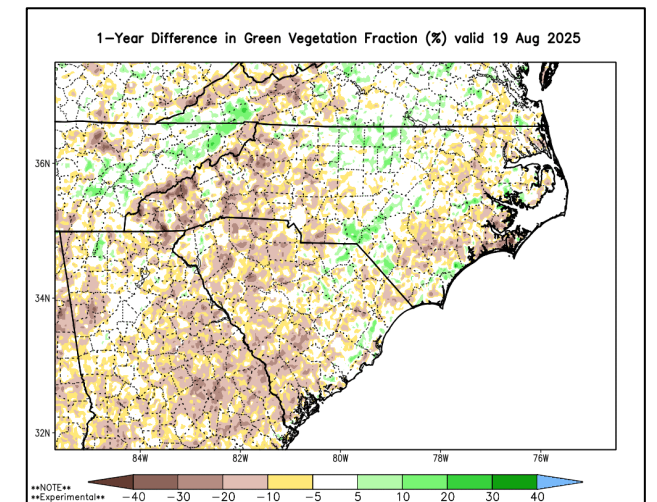 1-Year Difference in Green Vegetation Fraction (%) valid 19 Aug 2025
36N
34N
32N
84W 82W 80W 78W 76W
**NOTE**
**Experimental**
-40 -30 -20 -10 -5 5 10 20 30 40